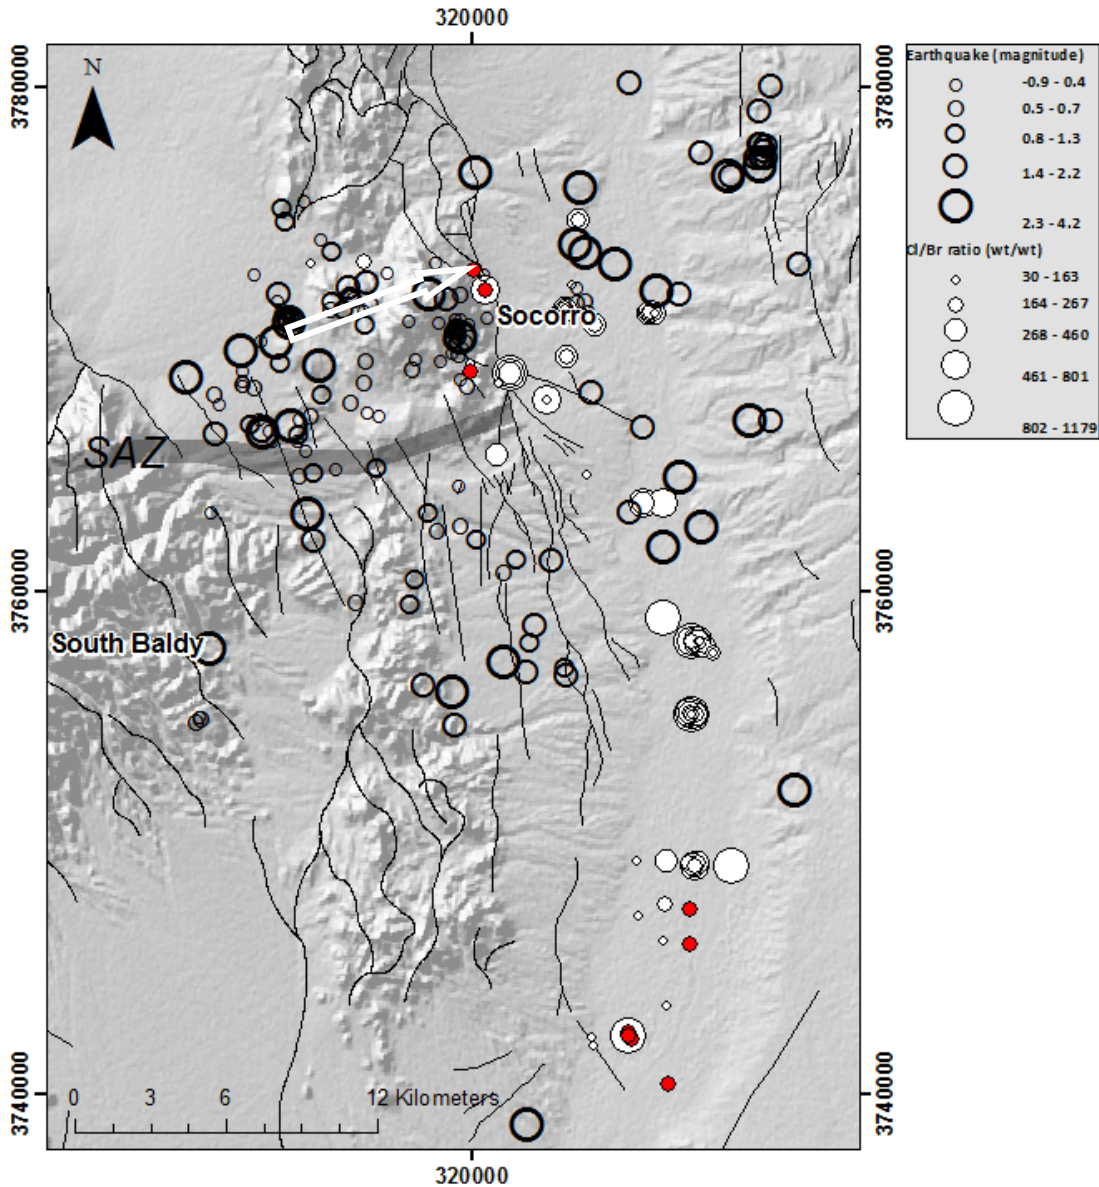 320000
3780000
3780000
N
Earthquake (magnitude)
-0.9 - 0.4
0.5 - 0.7
0.8 - 1.3
1.4 - 2.2
2.3 - 4.2
Cl/Br ratio (wt/wt)
30 - 163
164 - 267
268 - 460
461 - 801
802 - 1179
Socorro
SAZ
3760000
3760000
South Baldy
3740000
3740000
0 3 6 12 Kilometers
320000